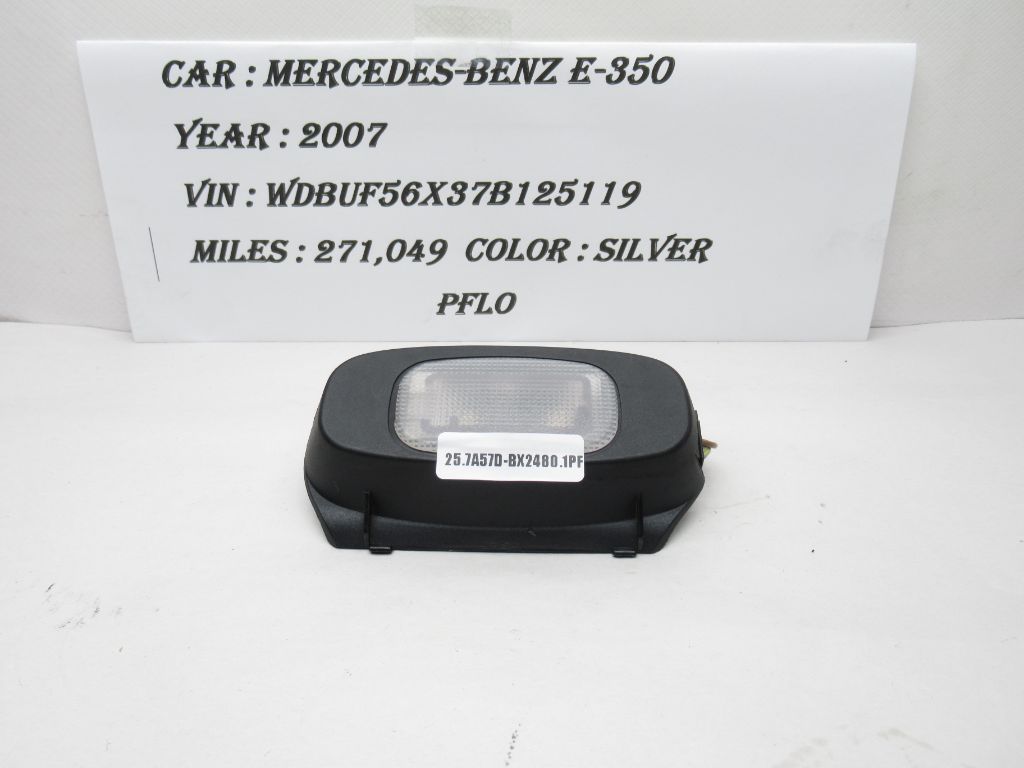 CAR : MERCEDES-BENZ E-350
YEAR : 2007
VIN : WDBUF56X37B125119
MILES : 271,049 COLOR : SILVER
PFLO
25.7A57D-BX2480.1PF